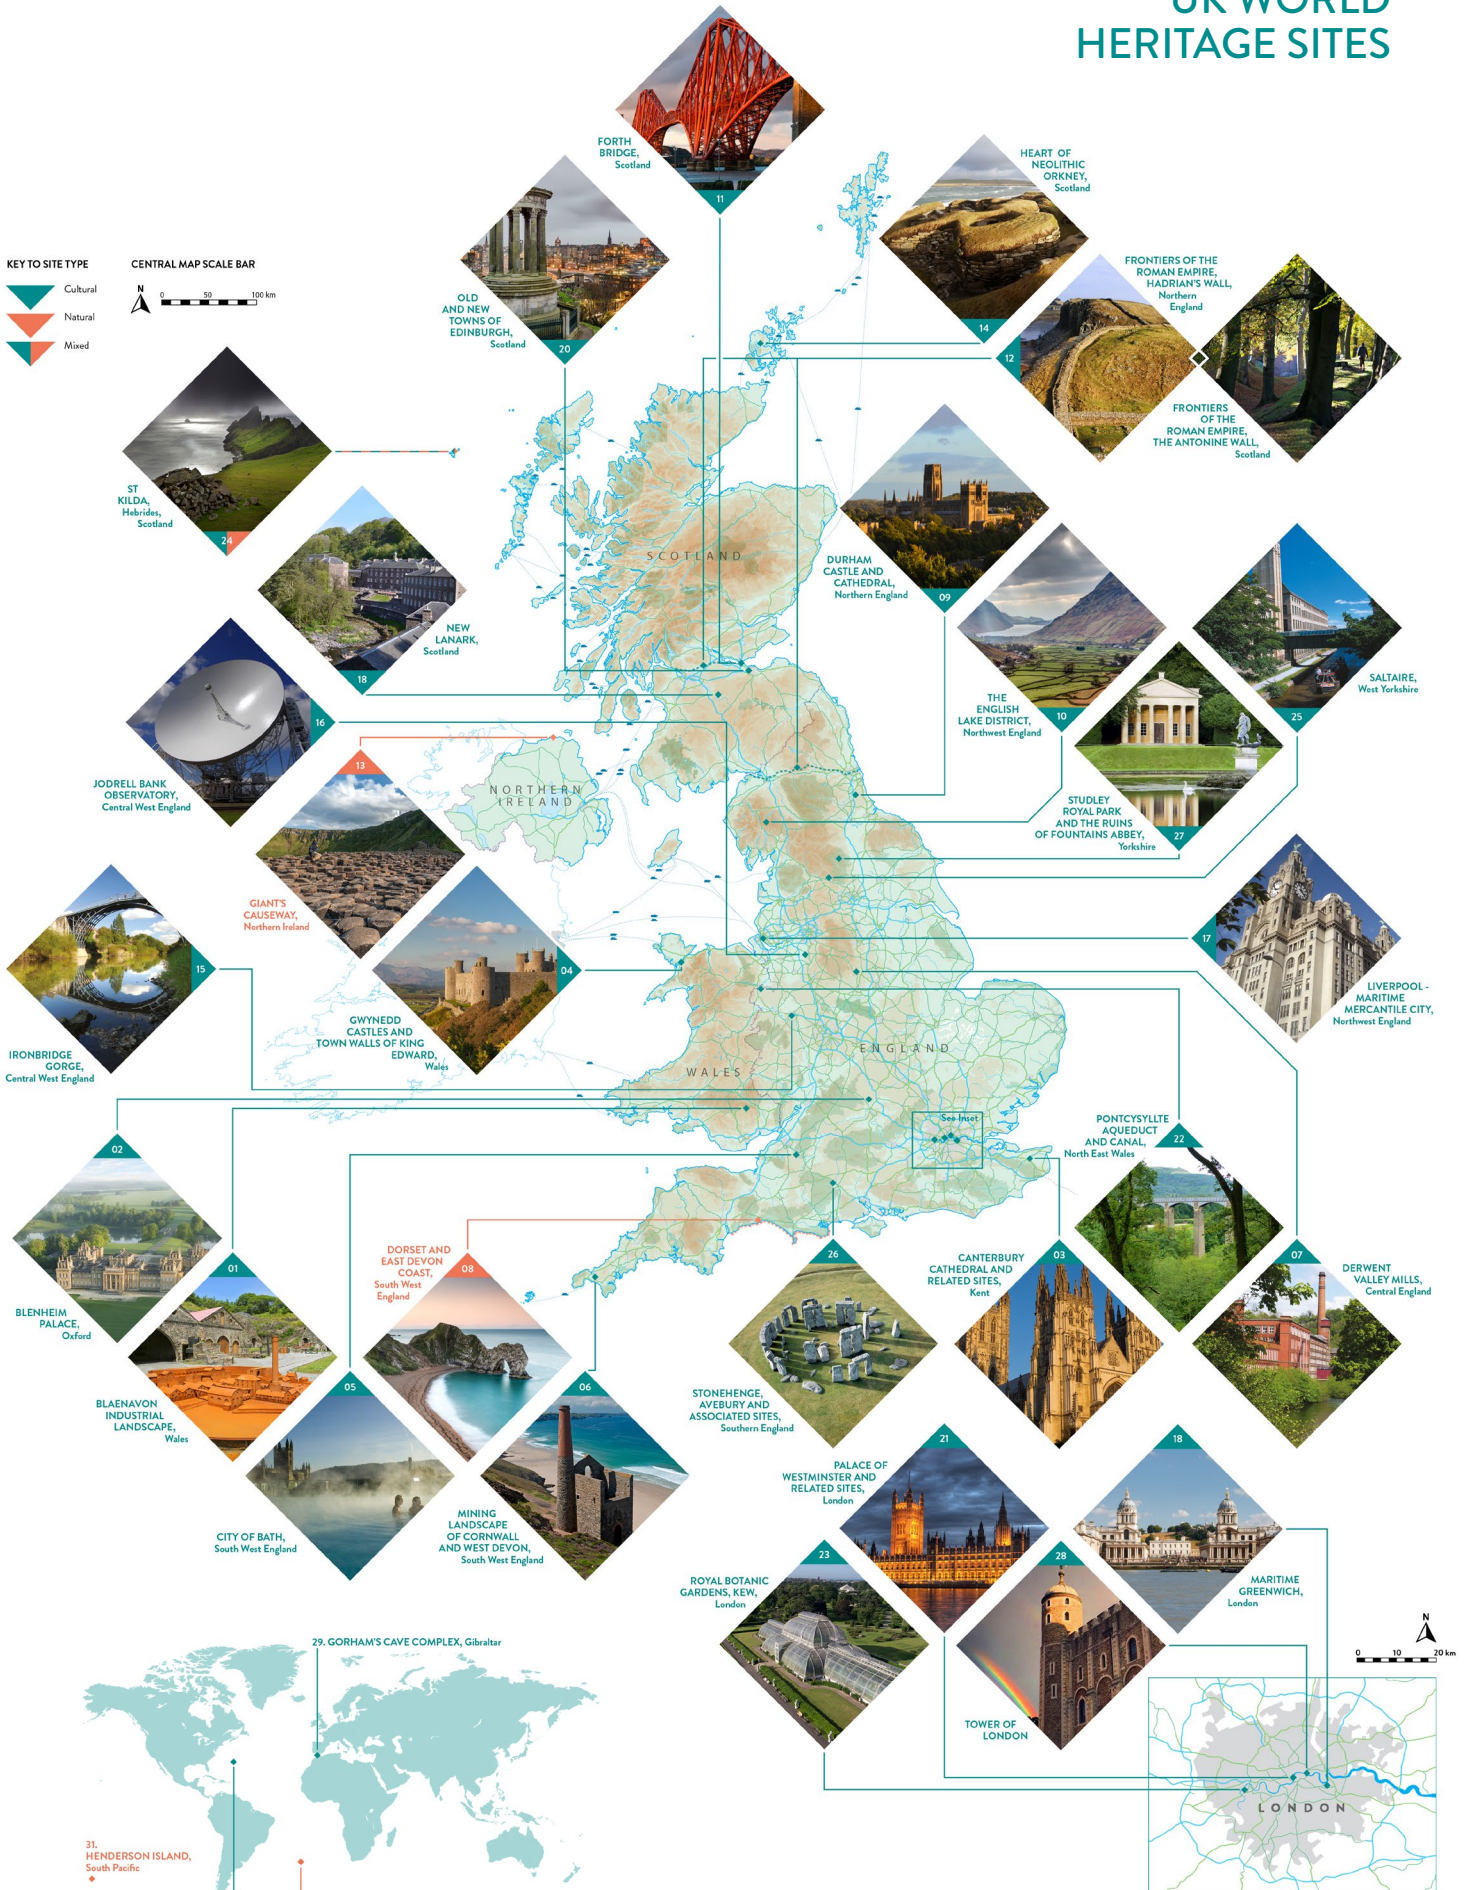 UK WORLD
HERITAGE SITES
FORTH
BRIDGE,
Scotland
11
HEART OF
NEOLITHIC
ORKNEY,
Scotland
14
KEY TO SITE TYPE
Cultural
Natural
Mixed
CENTRAL MAP SCALE BAR
N
0 50 100 km
OLD
AND NEW
TOWNS OF
EDINBURGH,
Scotland
20
FRONTIERS OF THE
ROMAN EMPIRE,
HADRIAN'S WALL,
Northern
England
12
FRONTIERS
OF THE
ROMAN EMPIRE,
THE ANTONINE WALL,
Scotland
ST
KILDA,
Hebrides,
Scotland
24
SCOTLAND
DURHAM
CASTLE AND
CATHEDRAL,
Northern England
09
NEW
LANARK,
Scotland
18
THE
ENGLISH
LAKE DISTRICT,
Northwest England
10
SALTAIRE,
West Yorkshire
25
JODRELL BANK
OBSERVATORY,
Central West England
16
13
GIANT'S
CAUSEWAY,
Northern Ireland
NORTHERN
IRELAND
STUDLEY
ROYAL PARK
AND THE RUINS
OF FOUNTAINS ABBEY,
Yorkshire
27
17
LIVERPOOL -
MARITIME
MERCANTILE CITY,
Northwest England
15
IRONBRIDGE
GORGE,
Central West England
04
GWYNEDD
CASTLES AND
TOWN WALLS OF KING
EDWARD,
Wales
ENGLAND
WALES
See Inset
PONTCYSYLLTE
AQUEDUCT
AND CANAL,
North East Wales
22
02
BLENHEIM
PALACE,
Oxford
01
BLAENAVON
INDUSTRIAL
LANDSCAPE,
Wales
DORSET AND
EAST DEVON
COAST,
South West
England
08
26
STONEHENGE,
AVEBURY AND
ASSOCIATED SITES,
Southern England
CANTERBURY
CATHEDRAL AND
RELATED SITES,
Kent
03
07
DERWENT
VALLEY MILLS,
Central England
05
CITY OF BATH,
South West England
06
MINING
LANDSCAPE
OF CORNWALL
AND WEST DEVON,
South West England
21
PALACE OF
WESTMINSTER AND
RELATED SITES,
London
18
MARITIME
GREENWICH,
London
23
ROYAL BOTANIC
GARDENS, KEW,
London
28
TOWER OF
LONDON
N
0 10 20 km
LONDON
29. GORHAM'S CAVE COMPLEX, Gibraltar
31.
HENDERSON ISLAND,
South Pacific